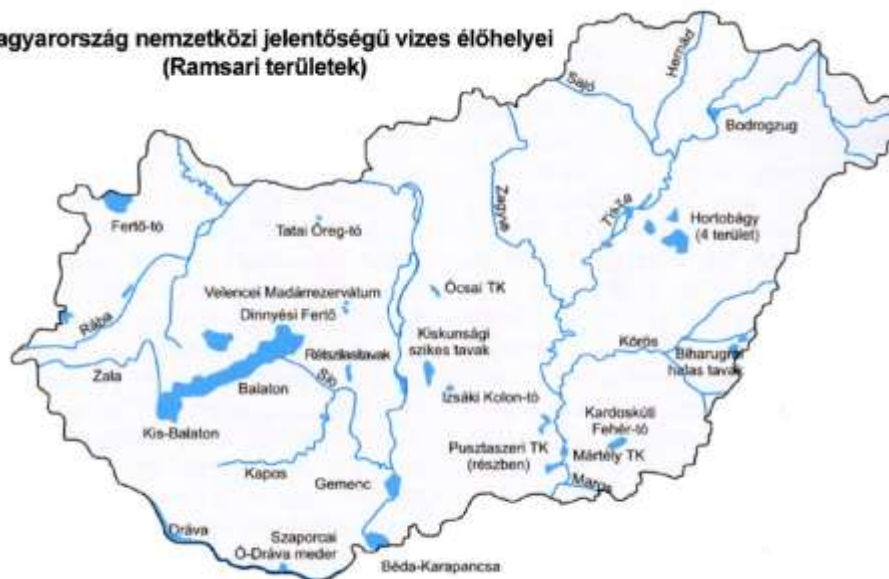 agyarország nemzetközi jelentőségű vizes élőhelyei
(Ramsari területek)
Sajó
Hernád
Bodrogzug
Zagyva
Tisza
Fertő-tó
Tatai Öreg-tó
Hortobágy
(4 terület)
Velencei Madárrezervátum
Dinnyési Fertő
Ócsai TK
Rába
Kiskunsági
szikes tavak
Körös
Rétszilasitavak
Biharugrai
halas tavak
Zala
Sió
Balaton
Izsáki Kolon-tó
Kardoskúti
Fehér-tó
Kis-Balaton
Pusztaszeri TK
(részben)
Mártély TK
Kapos
Gemenc
Maros
Dráva
Szaporcai
Ó-Dráva meder
Béda-Karapancsa